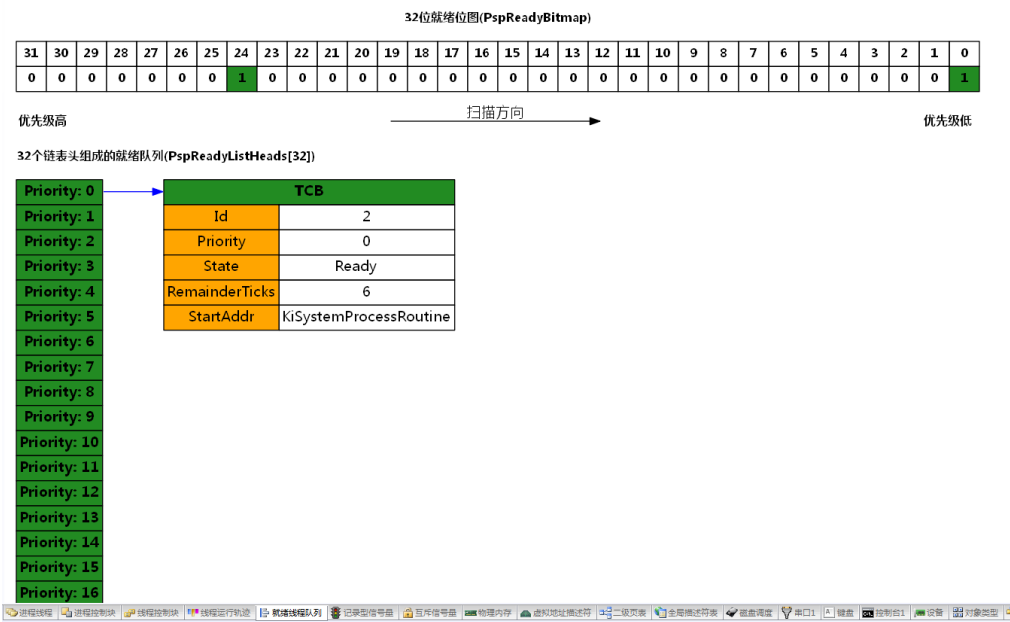 32位就绪位图(PspReadyBitmap)
31 30 29 28 27 26 25 24 23 22 21 20 19 18 17 16 15 14 13 12 11 10 9 8 7 6 5 4 3 2 1 0
0 0 0 0 0 0 0 1 0 0 0 0 0 0 0 0 0 0 0 0 0 0 0 0 0 0 0 0 0 0 0 1
优先级高 扫描方向 优先级低
32个链表头组成的就绪队列(PspReadyListHeads[32])
Priority: 0 TCB
Priority: 1 Id 2
Priority: 2 Priority 0
Priority: 3 State Ready
Priority: 4 RemainderTicks 6
Priority: 5 StartAddr KiSystemProcessRoutine
Priority: 6
Priority: 7
Priority: 8
Priority: 9
Priority: 10
Priority: 11
Priority: 12
Priority: 13
Priority: 14
Priority: 15
Priority: 16
进程线程 进程控制块 线程控制块 线程运行轨迹 就绪线程队列 记录型信号量 互斥信号量 物理内存 虚拟地址描述符 二级页表 全局描述符表 磁盘调度 串口1 键盘 控制台1 设备 对象类型